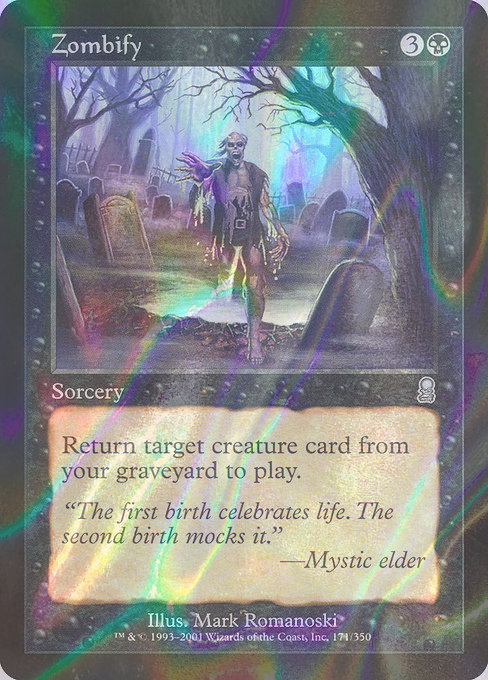 Zombify 3
Sorcery
Return target creature card from
your graveyard to play.
“The first birth celebrates life. The
second birth mocks it.”
—Mystic elder
Illus. Mark Romanoski
™ & © 1993–2001 Wizards of the Coast, Inc. 171/350